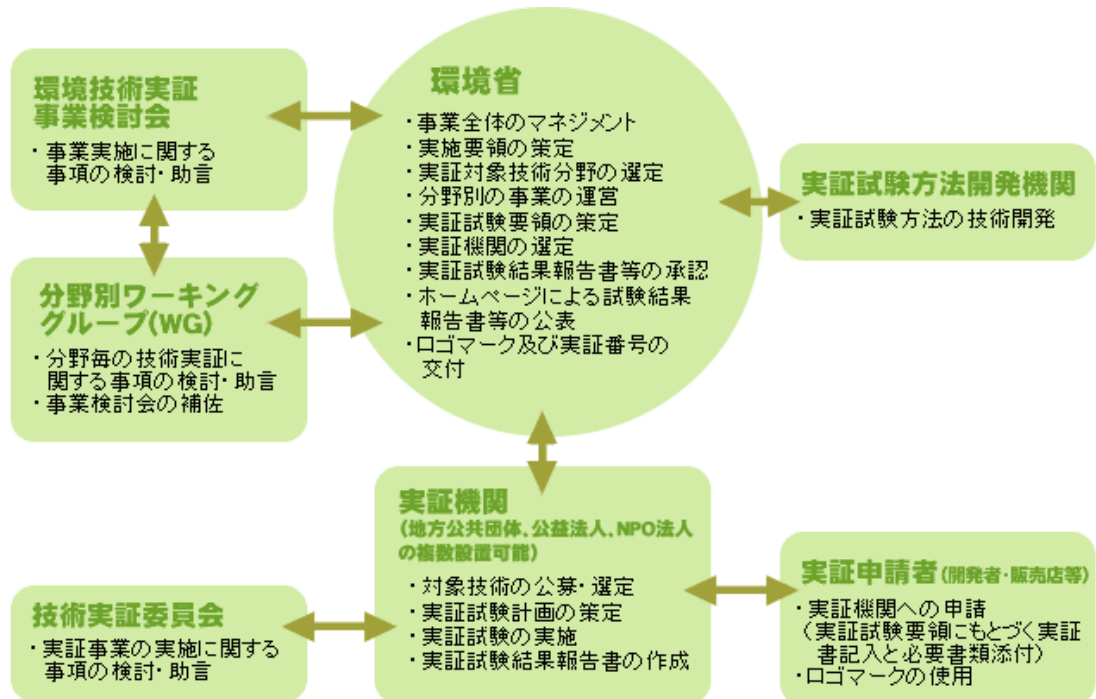 環境技術実証
事業検討会
・事業実施に関する
事項の検討・助言
分野別ワーキング
グループ(WG)
・分野毎の技術実証に
関する事項の検討・助言
・事業検討会の補佐
環境省
・事業全体のマネジメント
・実施要領の策定
・実証対象技術分野の選定
・分野別の事業の運営
・実証試験要領の策定
・実証機関の選定
・実証試験結果報告書等の承認
・ホームページによる試験結果
報告書等の公表
・ロゴマーク及び実証番号の
交付
実証試験方法開発機関
・実証試験方法の技術開発
実証機関
(地方公共団体、公益法人、NPO法人
の複数設置可能)
・対象技術の公募・選定
・実証試験計画の策定
・実証試験の実施
・実証試験結果報告書の作成
技術実証委員会
・実証事業の実施に関する
事項の検討・助言
実証申請者(開発者・販売店等)
・実証機関への申請
(実証試験要領にもとづく実証
書記入と必要書類添付)
・ロゴマークの使用